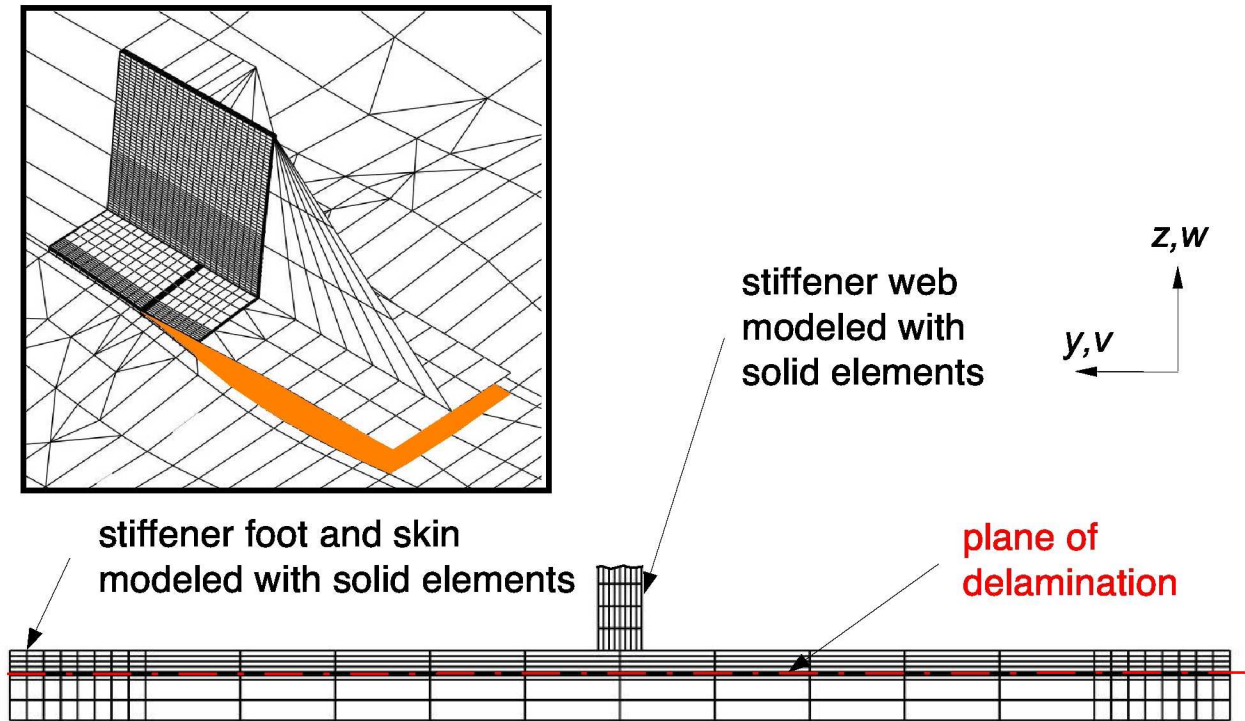 z,w
y,v
stiffener web
modeled with
solid elements
stiffener foot and skin
modeled with solid elements
plane of
delamination